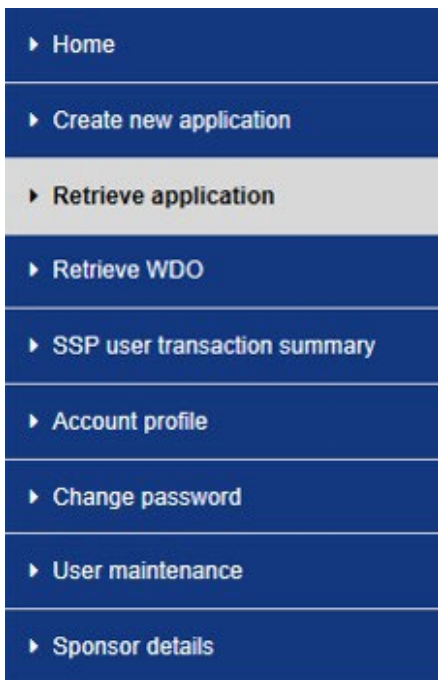 Home
Create new application
Retrieve application
Retrieve WDO
SSP user transaction summary
Account profile
Change password
User maintenance
Sponsor details